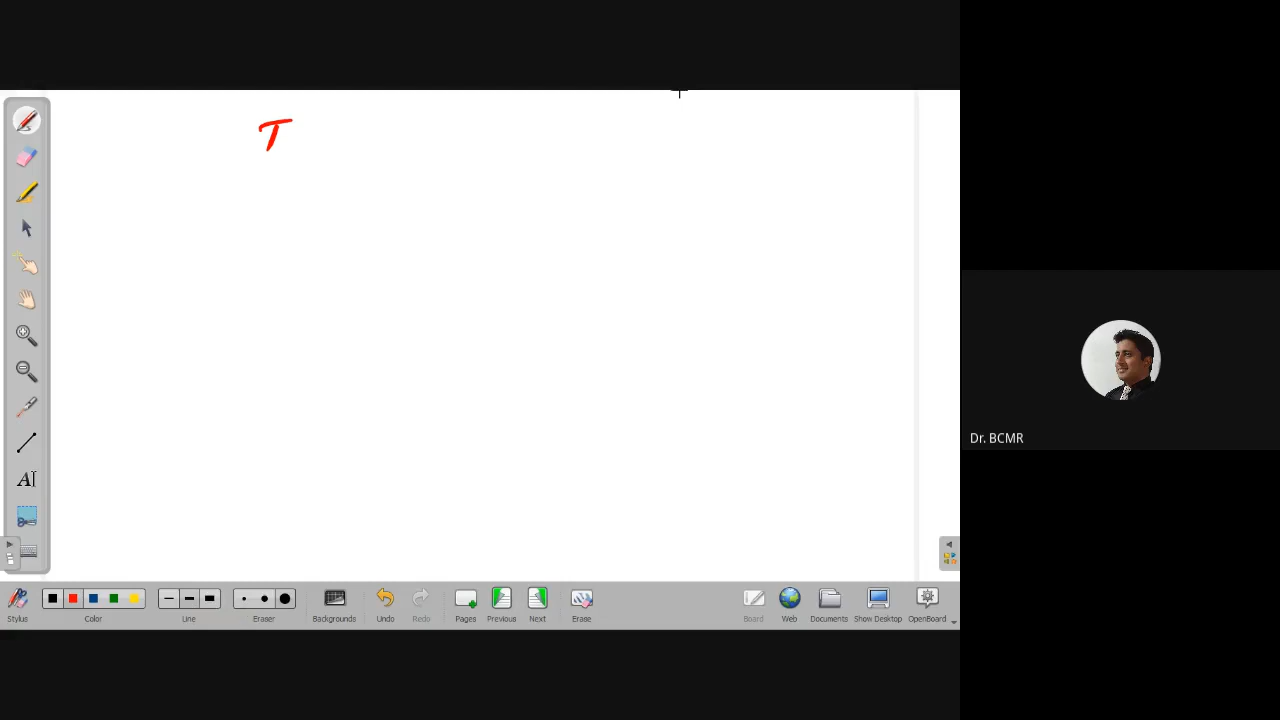 T
Dr. BCMR
Stylus
Color
Line
Eraser
Backgrounds
Undo
Redo
Pages
Previous
Next
Erase
Board
Web
Documents
Show Desktop
OpenBoard